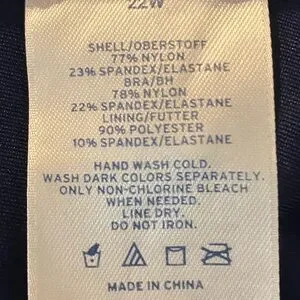 22W
SHELL/OBERSTOFF
77% NYLON
23% SPANDEX/ELASTANE
BRA/BH
78% NYLON
22% SPANDEX/ELASTANE
LINING/FUTTER
90% POLYESTER
10% SPANDEX/ELASTANE
HAND WASH COLD.
WASH DARK COLORS SEPARATELY.
ONLY NON-CHLORINE BLEACH
WHEN NEEDED.
LINE DRY.
DO NOT IRON.
MADE IN CHINA